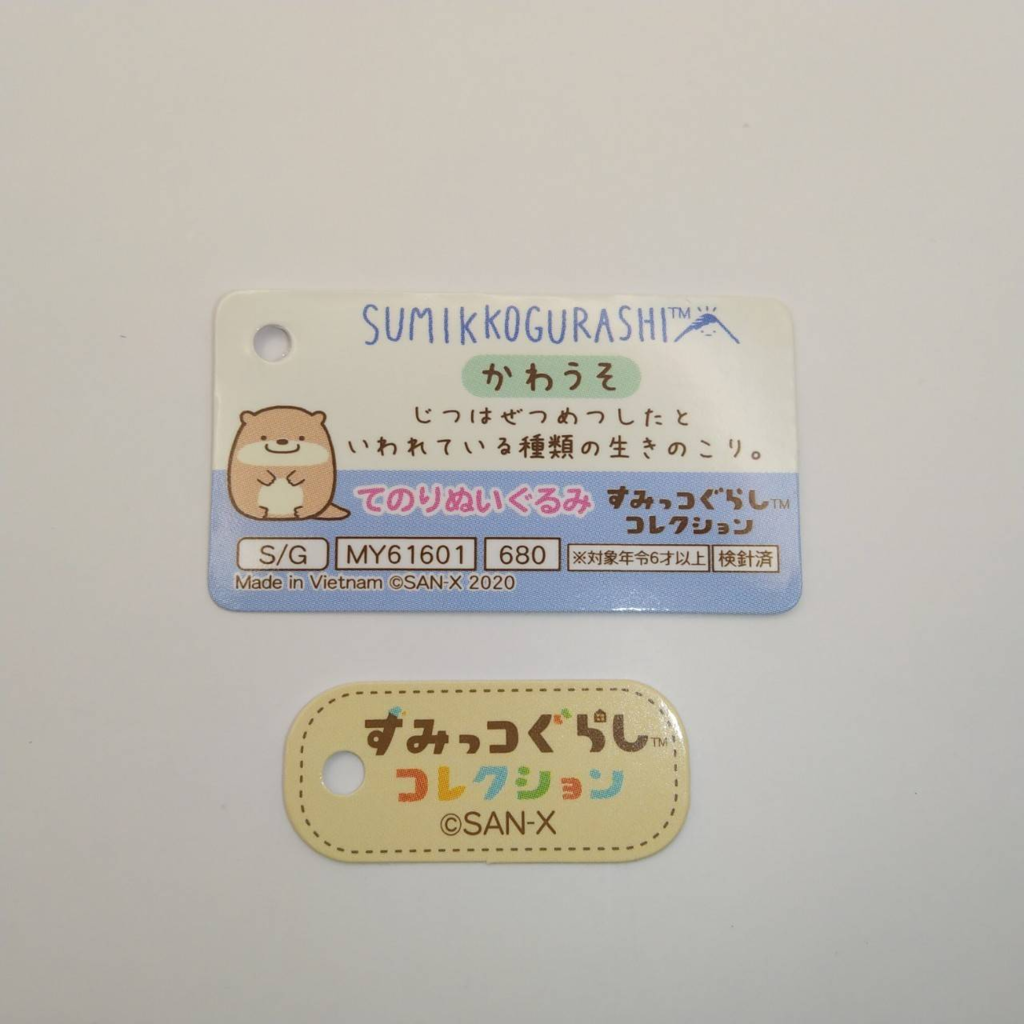 SUMIKKOGURASHI™
かわうそ
じつはぜつめつしたと
いわれている種類の生きのこり。
てのりぬいぐるみ すみっコぐらし™
コレクション
S/G MY61601 680 ※対象年令6才以上 検針済
Made in Vietnam ©SAN-X 2020
すみっコぐらし™
コレクション
©SAN-X